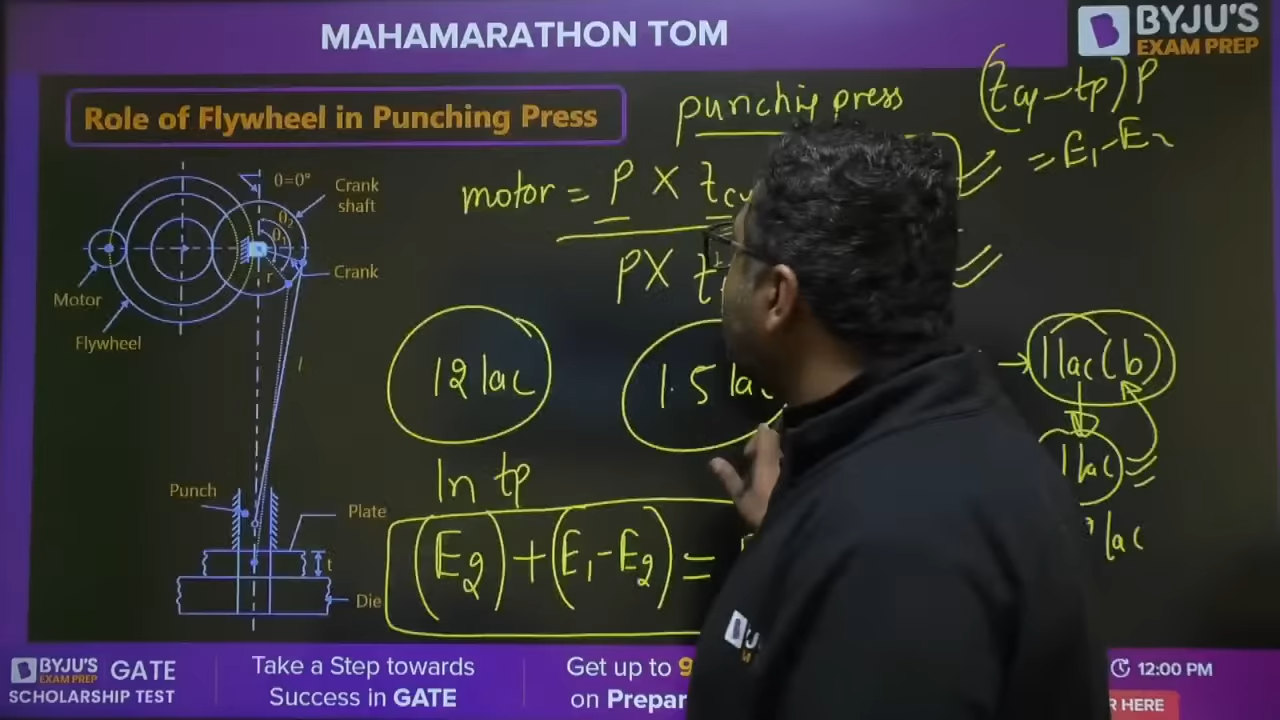 MAHAMARATHON TOM
BYJU'S
EXAM PREP
Role of Flywheel in Punching Press
punching press
(tcy - tp) P
= E₁ - E₂
motor = P X tcy
P X t
θ=0°
Crank
shaft
θ₂
θ₁
r
Crank
Motor
Flywheel
l
12 lac
1.5 lac
1 lac (b)
1 lac
lac
In tp
(E₂) + (E₁ - E₂) =
Punch
Plate
t
Die
BYJU'S
EXAM PREP
GATE
SCHOLARSHIP TEST
Take a Step towards
Success in GATE
Get up to 9
on Prepar
12:00 PM
R HERE